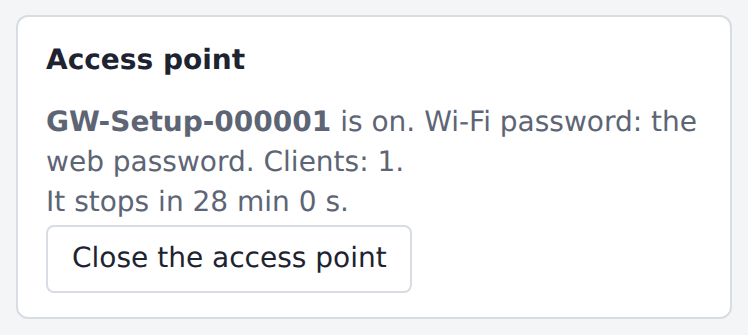 Access point
GW-Setup-000001 is on. Wi-Fi password: the
web password. Clients: 1.
It stops in 28 min 0 s.
Close the access point